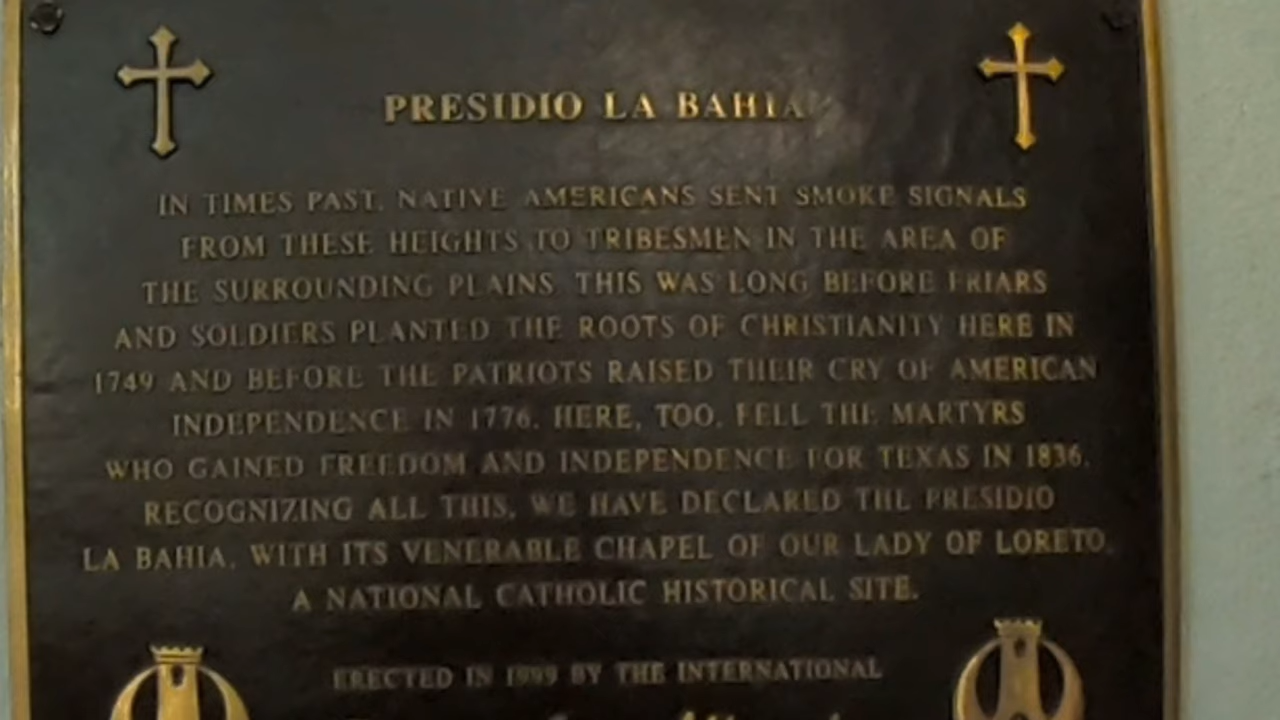 PRESIDIO LA BAHIA
IN TIMES PAST, NATIVE AMERICANS SENT SMOKE SIGNALS
FROM THESE HEIGHTS TO TRIBESMEN IN THE AREA OF
THE SURROUNDING PLAINS. THIS WAS LONG BEFORE FRIARS
AND SOLDIERS PLANTED THE ROOTS OF CHRISTIANITY HERE IN
1749 AND BEFORE THE PATRIOTS RAISED THEIR CRY OF AMERICAN
INDEPENDENCE IN 1776. HERE, TOO, FELL THE MARTYRS
WHO GAINED FREEDOM AND INDEPENDENCE FOR TEXAS IN 1836.
RECOGNIZING ALL THIS, WE HAVE DECLARED THE PRESIDIO
LA BAHIA, WITH ITS VENERABLE CHAPEL OF OUR LADY OF LORETO,
A NATIONAL CATHOLIC HISTORICAL SITE.
ERECTED IN 1999 BY THE INTERNATIONAL